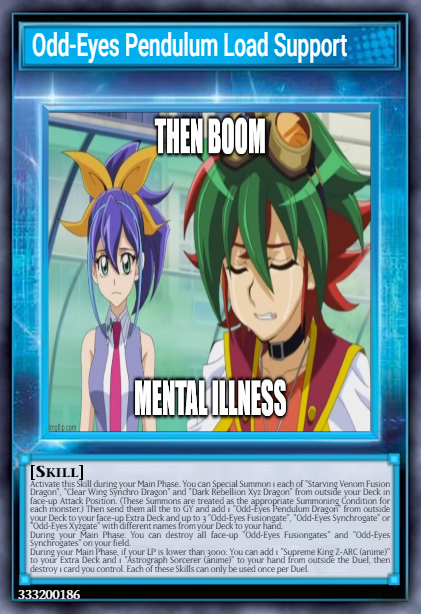 Odd-Eyes Pendulum Load Support
THEN BOOM
MENTAL ILLNESS
imgflip.com
[SKILL]
Activate this Skill during your Main Phase. You can Special Summon 1 each of "Starving Venom Fusion
Dragon", "Clear Wing Synchro Dragon" and "Dark Rebellion Xyz Dragon" from outside your Deck in
face-up Attack Position. (These Summons are treated as the appropriate Summoning Condition for
each monster.) Then send them all the to GY and add 1 "Odd-Eyes Pendulum Dragon" from outside
your Deck to your face-up Extra Deck and up to 3 "Odd-Eyes Fusiongate", "Odd-Eyes Synchrogate" or
"Odd-Eyes Xyzgate" with different names from your Deck to your hand.
During your Main Phase: You can destroy all face-up "Odd-Eyes Fusiongates" and "Odd-Eyes
Synchrogates" on your field.
During your Main Phase, if your LP is lower than 3000: You can add 1 "Supreme King Z-ARC (anime)"
to your Extra Deck and 1 "Astrograph Sorcerer (anime)" to your hand from outside the Duel, then
destroy 1 card you control. Each of these Skills can only be used once per Duel.
333200186